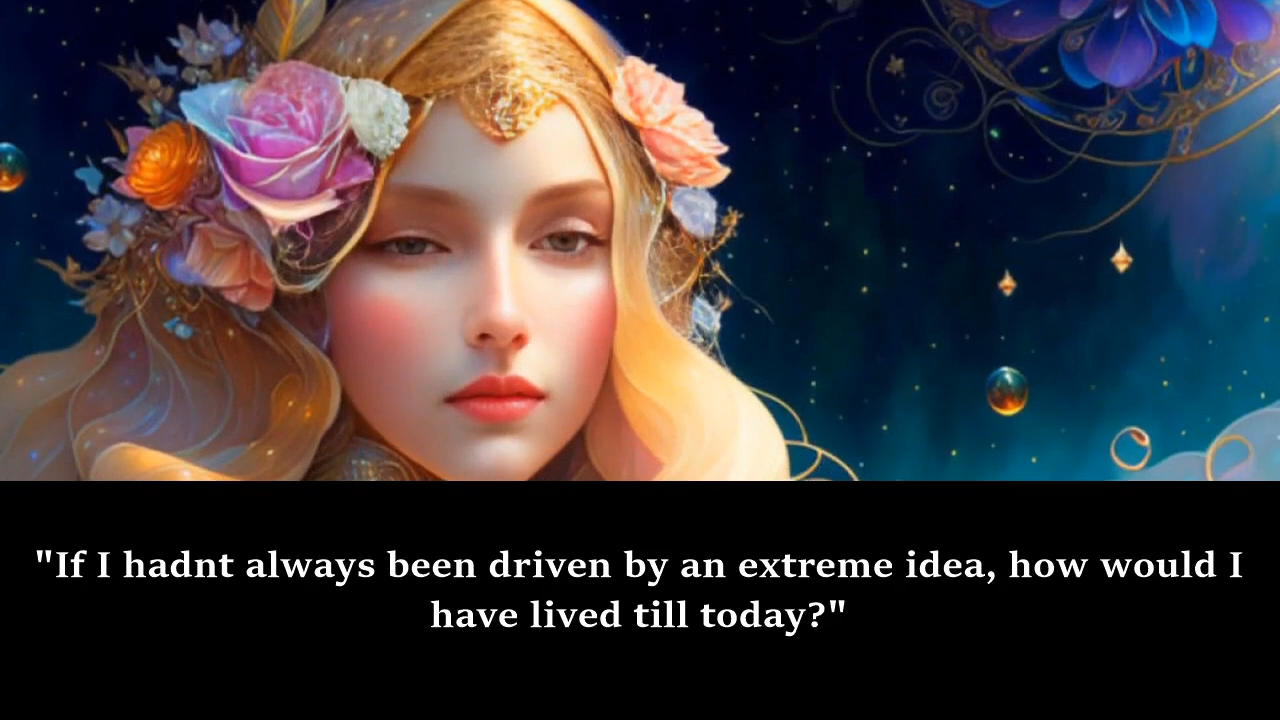 "If I hadnt always been driven by an extreme idea, how would I
have lived till today?"